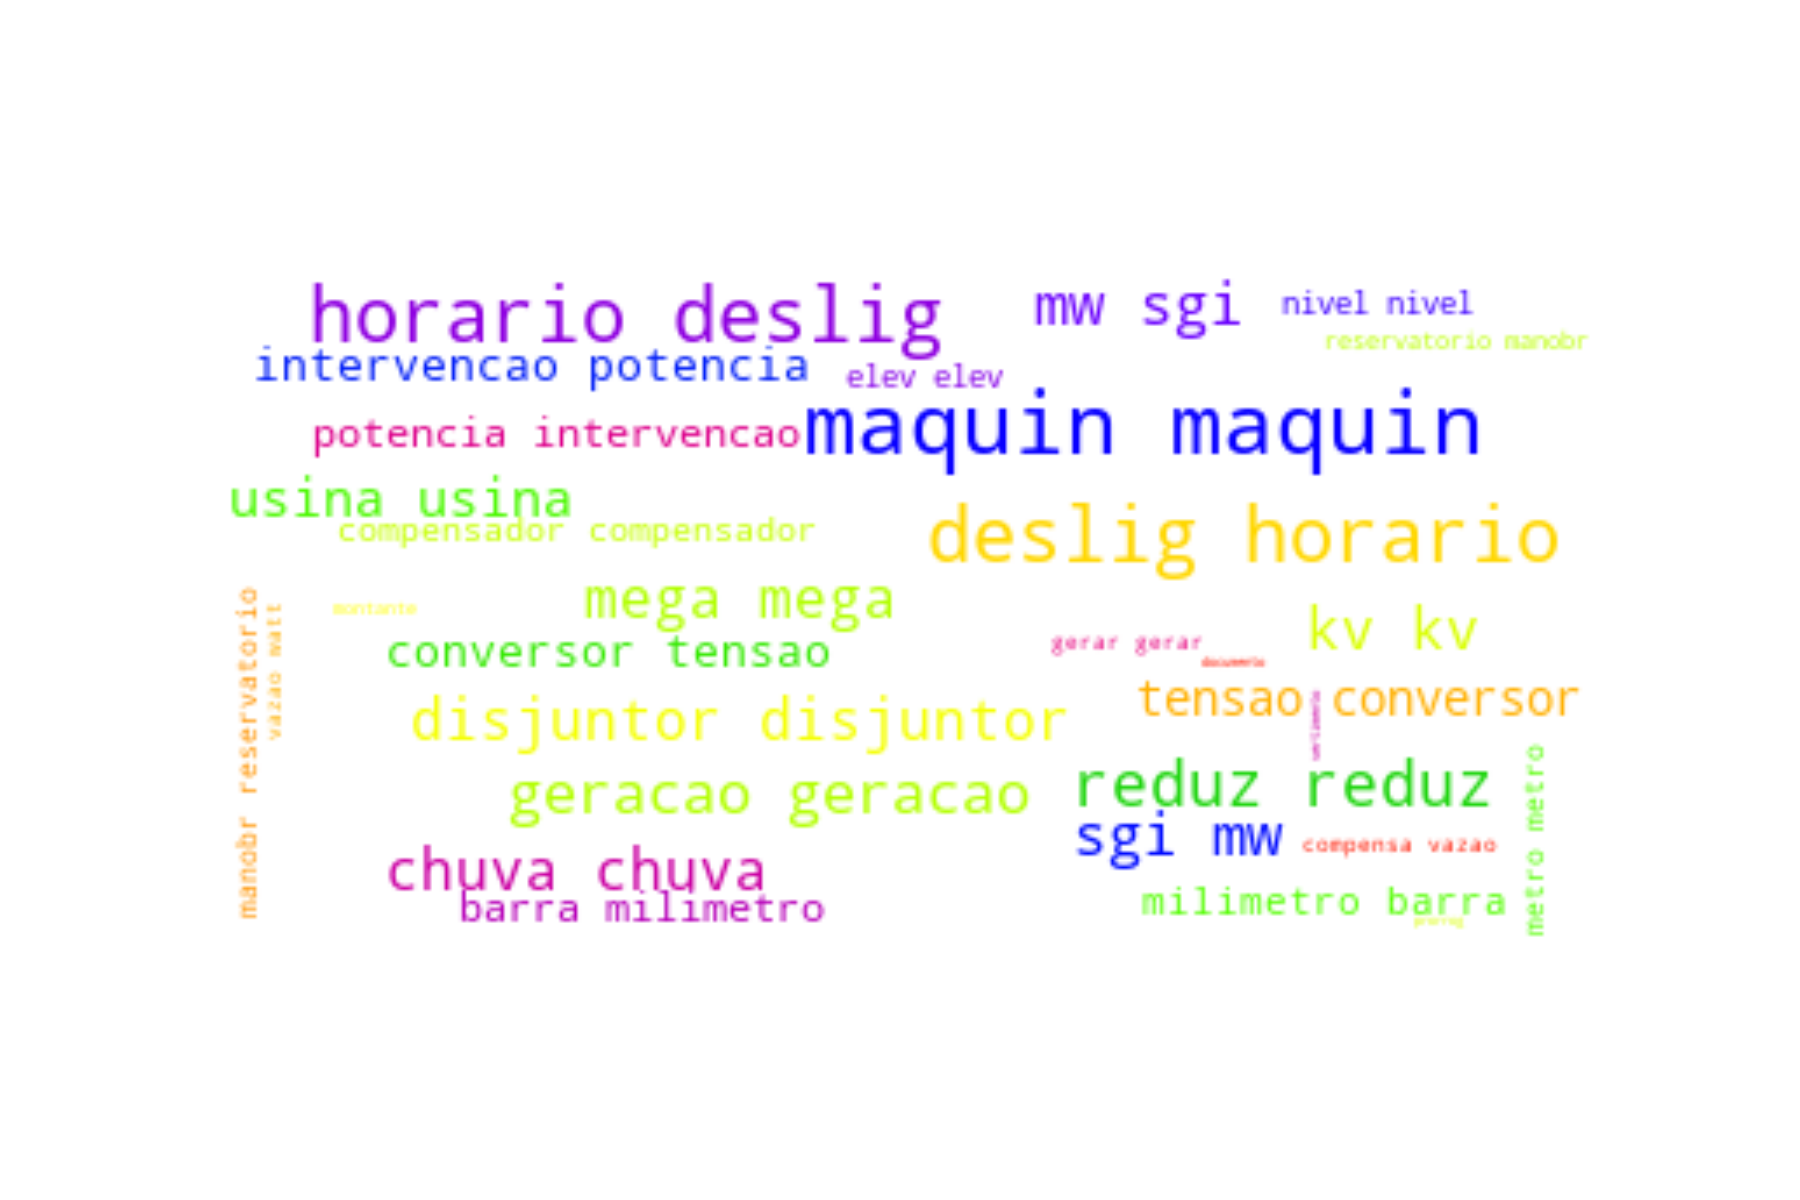 horario deslig
mw sgi
nivel nivel
reservatorio manobr
intervencao potencia
elev elev
maquin maquin
potencia intervencao
usina usina
compensador compensador
deslig horario
mega mega
manobr reservatorio
vazao watt
montante
kv kv
gerar gerar
conversor tensao
documento
tensao conversor
disjuntor disjuntor
reduz reduz
geracao geracao
sgi mw
compensa vazao
metro metro
chuva chuva
barra milimetro
milimetro barra